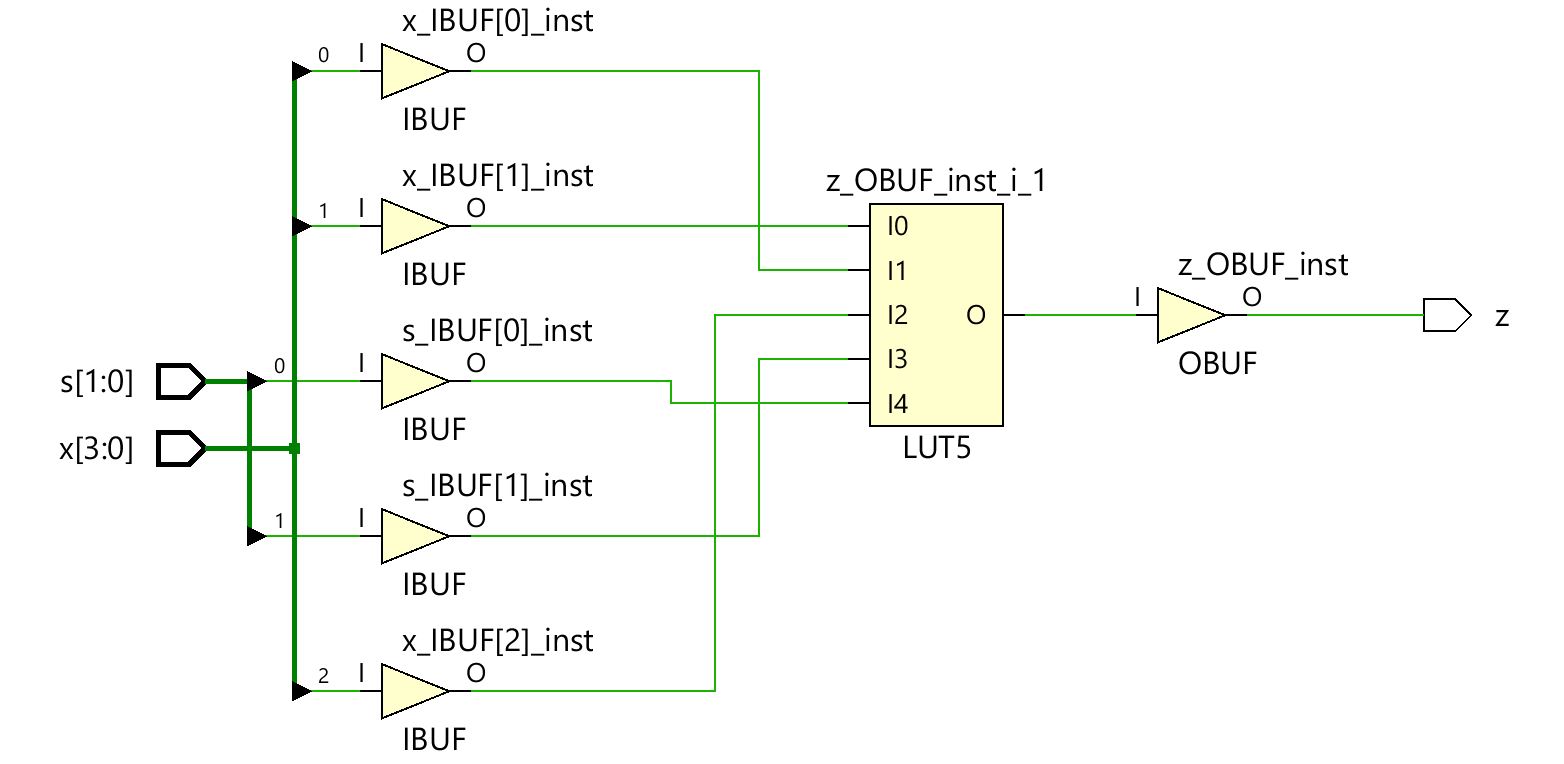 x_IBUF[0]_inst
0 I O
IBUF
x_IBUF[1]_inst
1 I O
IBUF
z_OBUF_inst_i_1
I0
I1
I2
I3
I4
O
LUT5
z_OBUF_inst
I O
OBUF
z
s_IBUF[0]_inst
s[1:0]
0 I O
IBUF
x[3:0]
s_IBUF[1]_inst
1 I O
IBUF
x_IBUF[2]_inst
2 I O
IBUF